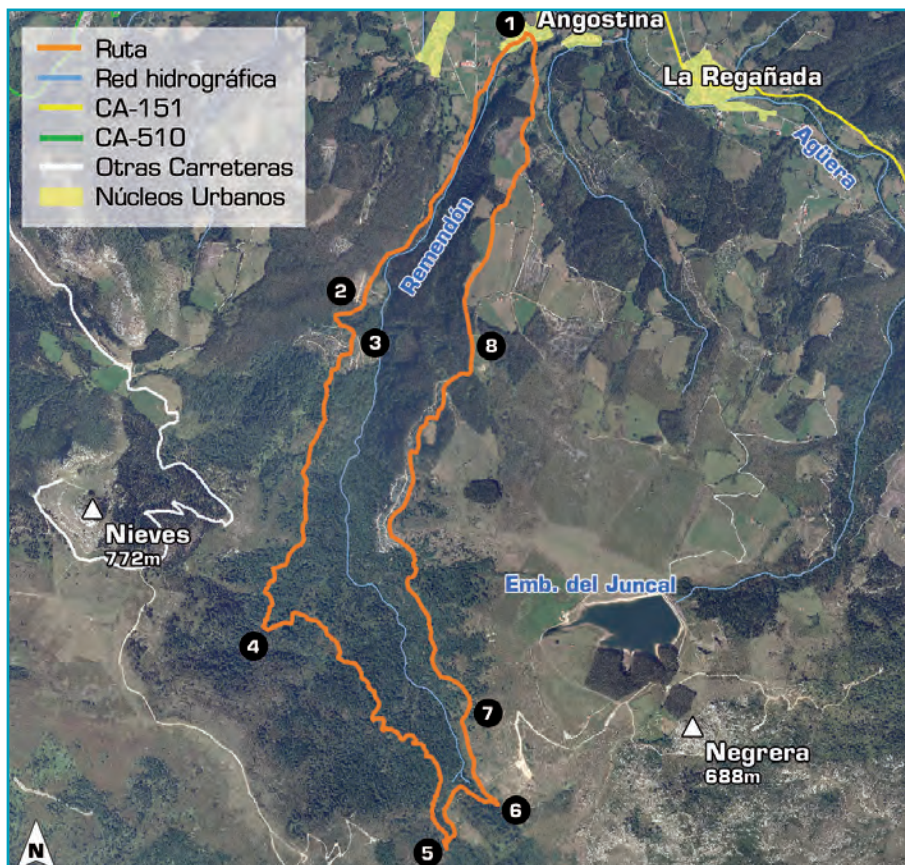 1
Angostina
Ruta
Red hidrográfica
CA-151
CA-510
Otras Carreteras
Núcleos Urbanos
La Regañada
Agüera
Remendón
2
3
8
Nieves
772m
Emb. del Juncal
4
7
Negrera
688m
6
5
N